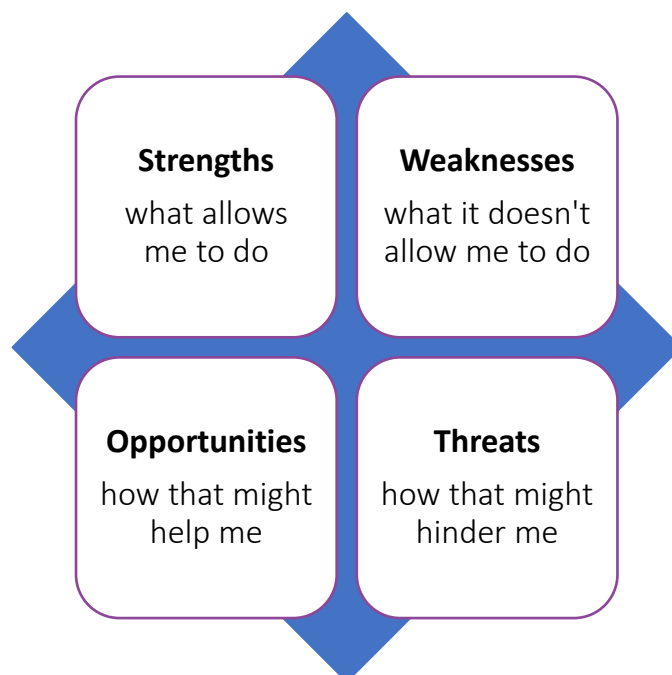 Strengths
what allows
me to do
Weaknesses
what it doesn't
allow me to do
Opportunities
how that might
help me
Threats
how that might
hinder me